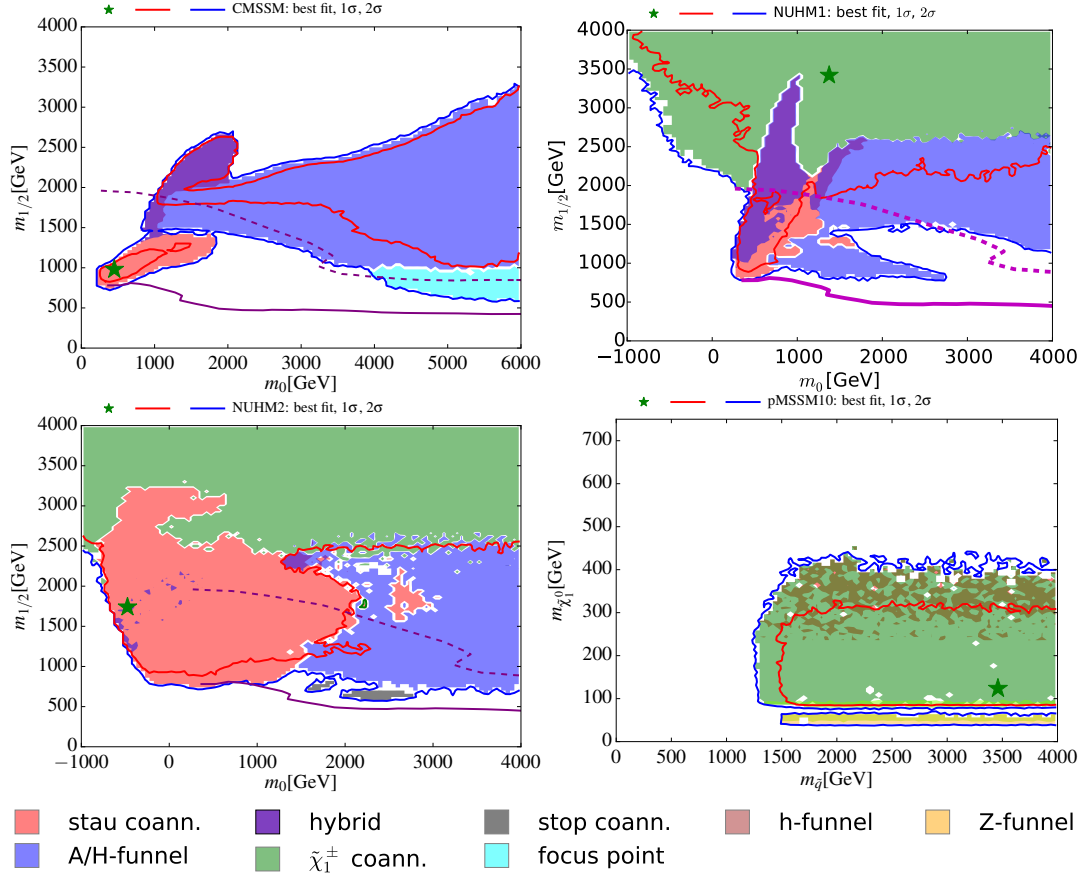 CMSSM: best fit, 1σ, 2σ
4000
3500
3000
2500
2000
1500
1000
500
0
m1/2[GeV]
0 1000 2000 3000 4000 5000 6000
m0[GeV]
NUHM1: best fit, 1σ, 2σ
4000
3500
3000
2500
2000
1500
1000
500
0
m1/2[GeV]
−1000 0 1000 2000 3000 4000
m0[GeV]
NUHM2: best fit, 1σ, 2σ
4000
3500
3000
2500
2000
1500
1000
500
0
m1/2[GeV]
−1000 0 1000 2000 3000 4000
m0[GeV]
pMSSM10: best fit, 1σ, 2σ
700
600
500
400
300
200
100
0
mχ̃₁⁰[GeV]
0 500 1000 1500 2000 2500 3000 3500 4000
mq̃[GeV]
stau coann. hybrid stop coann. h-funnel Z-funnel
A/H-funnel χ̃₁± coann. focus point